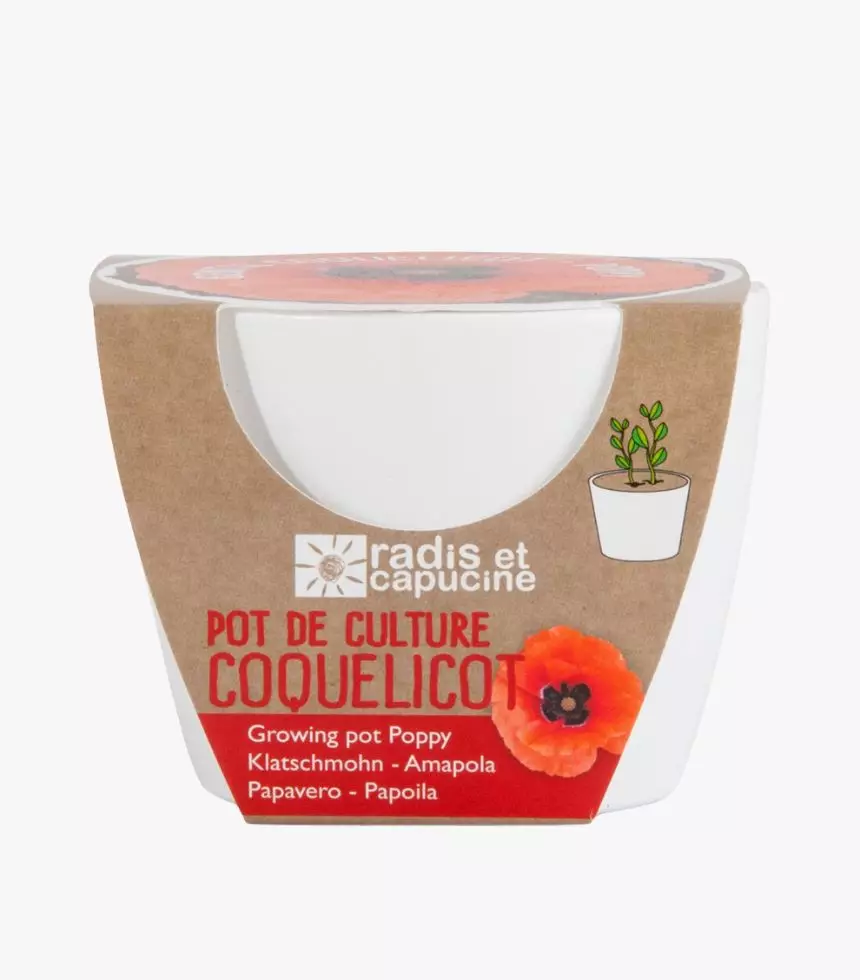 radis et
capucine
POT DE CULTURE
COQUELICOT
Growing pot Poppy
Klatschmohn - Amapola
Papavero - Papoila